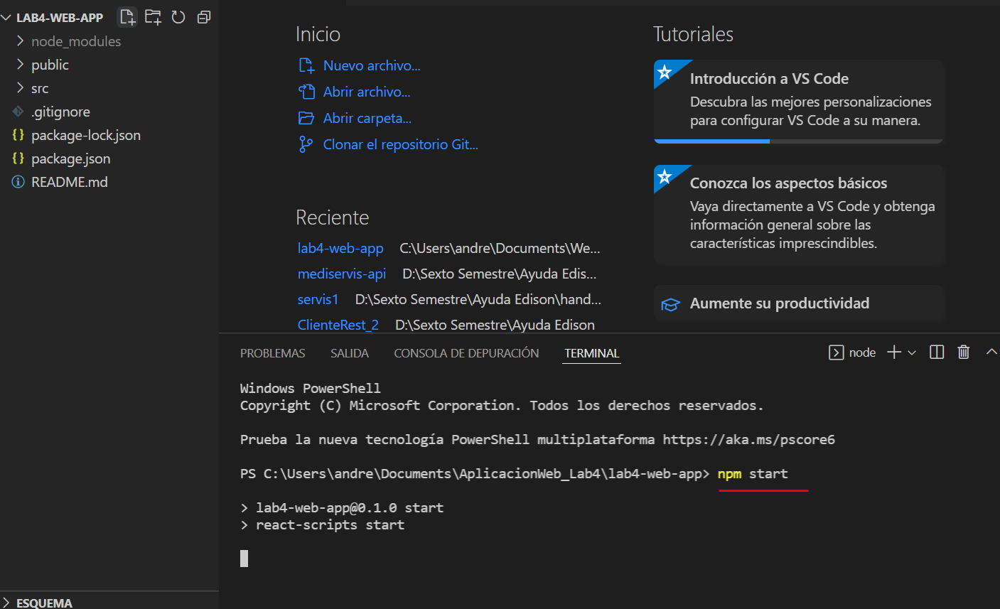 LAB4-WEB-APP
node_modules
public
src
.gitignore
package-lock.json
package.json
README.md
ESQUEMA
Inicio
Nuevo archivo...
Abrir archivo...
Abrir carpeta...
Clonar el repositorio Git...
Reciente
lab4-web-app C:\Users\andre\Documents\We...
mediservis-api D:\Sexto Semestre\Ayuda Edis...
servis1 D:\Sexto Semestre\Ayuda Edison\hand...
ClienteRest_2 D:\Sexto Semestre\Ayuda Edison
Tutoriales
Introducción a VS Code
Descubra las mejores personalizaciones
para configurar VS Code a su manera.
Conozca los aspectos básicos
Vaya directamente a VS Code y obtenga
información general sobre las
características imprescindibles.
Aumente su productividad
PROBLEMAS SALIDA CONSOLA DE DEPURACIÓN TERMINAL node
Windows PowerShell
Copyright (C) Microsoft Corporation. Todos los derechos reservados.
Prueba la nueva tecnología PowerShell multiplataforma https://aka.ms/pscore6
PS C:\Users\andre\Documents\AplicacionWeb_Lab4\lab4-web-app> npm start
> lab4-web-app@0.1.0 start
> react-scripts start